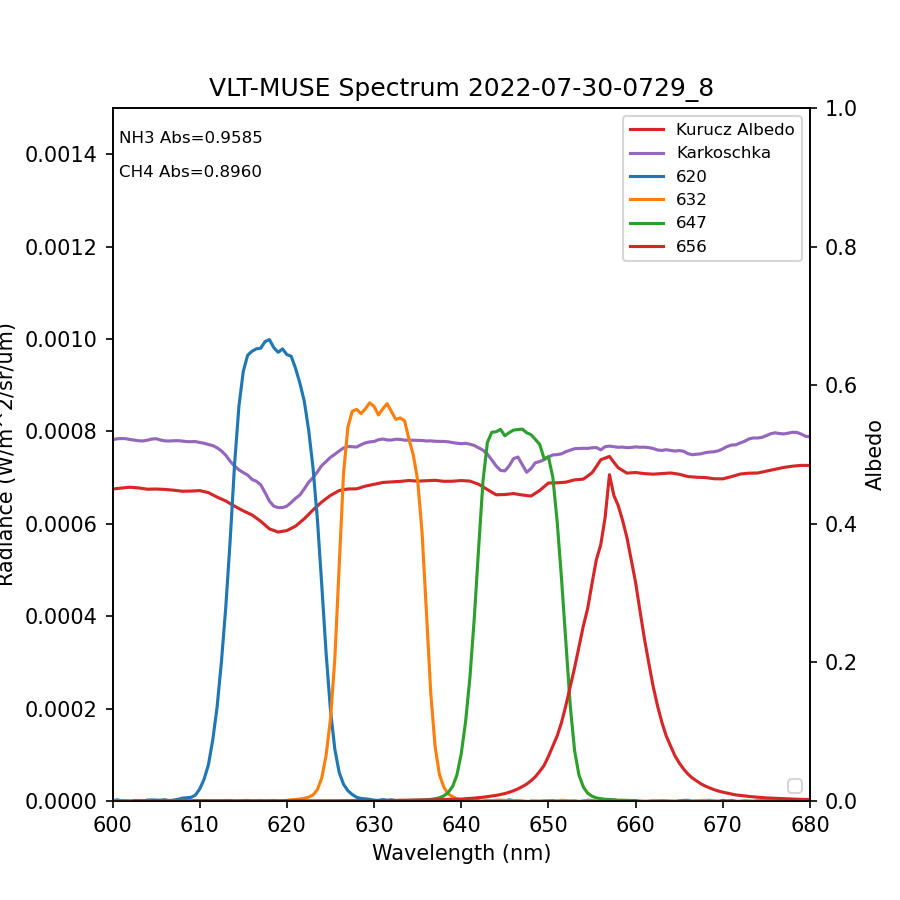 VLT-MUSE Spectrum 2022-07-30-0729_8
NH3 Abs=0.9585
CH4 Abs=0.8960
Kurucz Albedo
Karkoschka
620
632
647
656
0.0014
0.0012
0.0010
0.0008
0.0006
0.0004
0.0002
0.0000
Radiance (W/m^2/sr/um)
1.0
0.8
0.6
0.4
0.2
0.0
Albedo
600 610 620 630 640 650 660 670 680
Wavelength (nm)